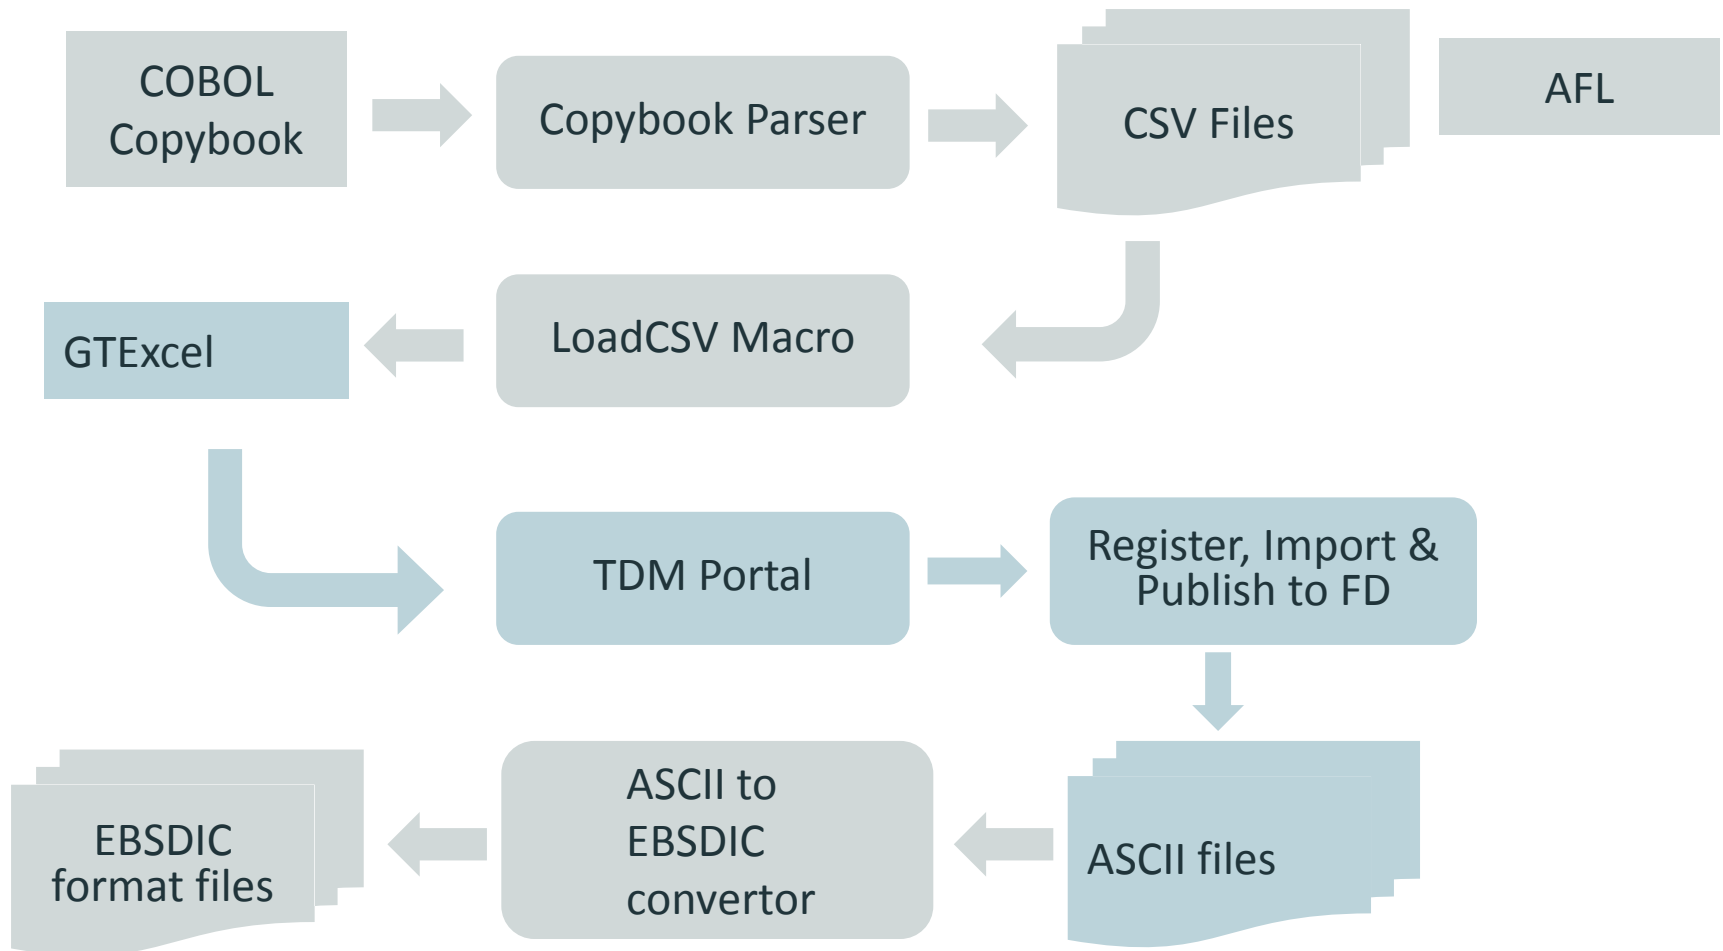 COBOL
Copybook
Copybook Parser
CSV Files
AFL
GTExcel
LoadCSV Macro
TDM Portal
Register, Import &
Publish to FD
EBSDIC
format files
ASCII to
EBSDIC
convertor
ASCII files